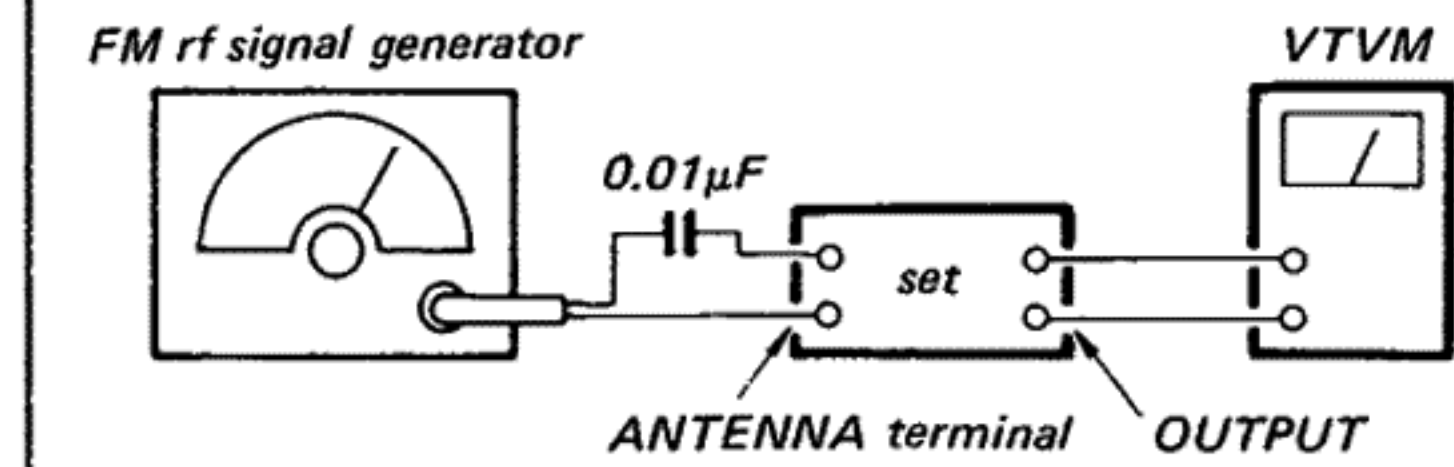 FM rf signal generator
VTVM
0.01μF
set
ANTENNA terminal
OUTPUT